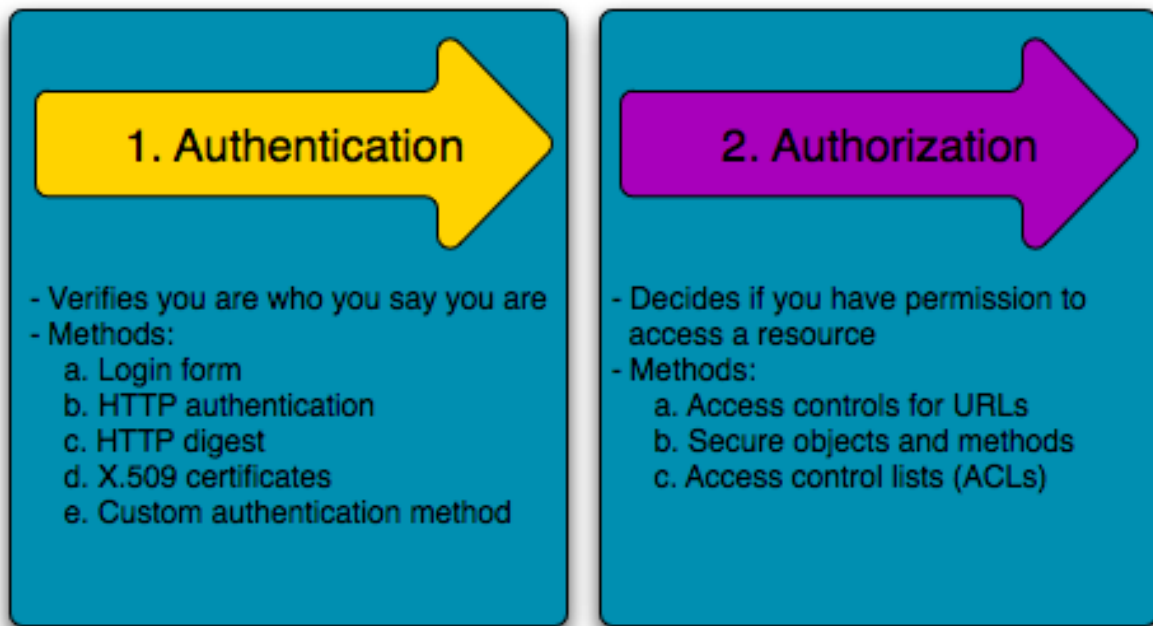 1. Authentication
- Verifies you are who you say you are
- Methods:
a. Login form
b. HTTP authentication
c. HTTP digest
d. X.509 certificates
e. Custom authentication method
2. Authorization
- Decides if you have permission to
access a resource
- Methods:
a. Access controls for URLs
b. Secure objects and methods
c. Access control lists (ACLs)